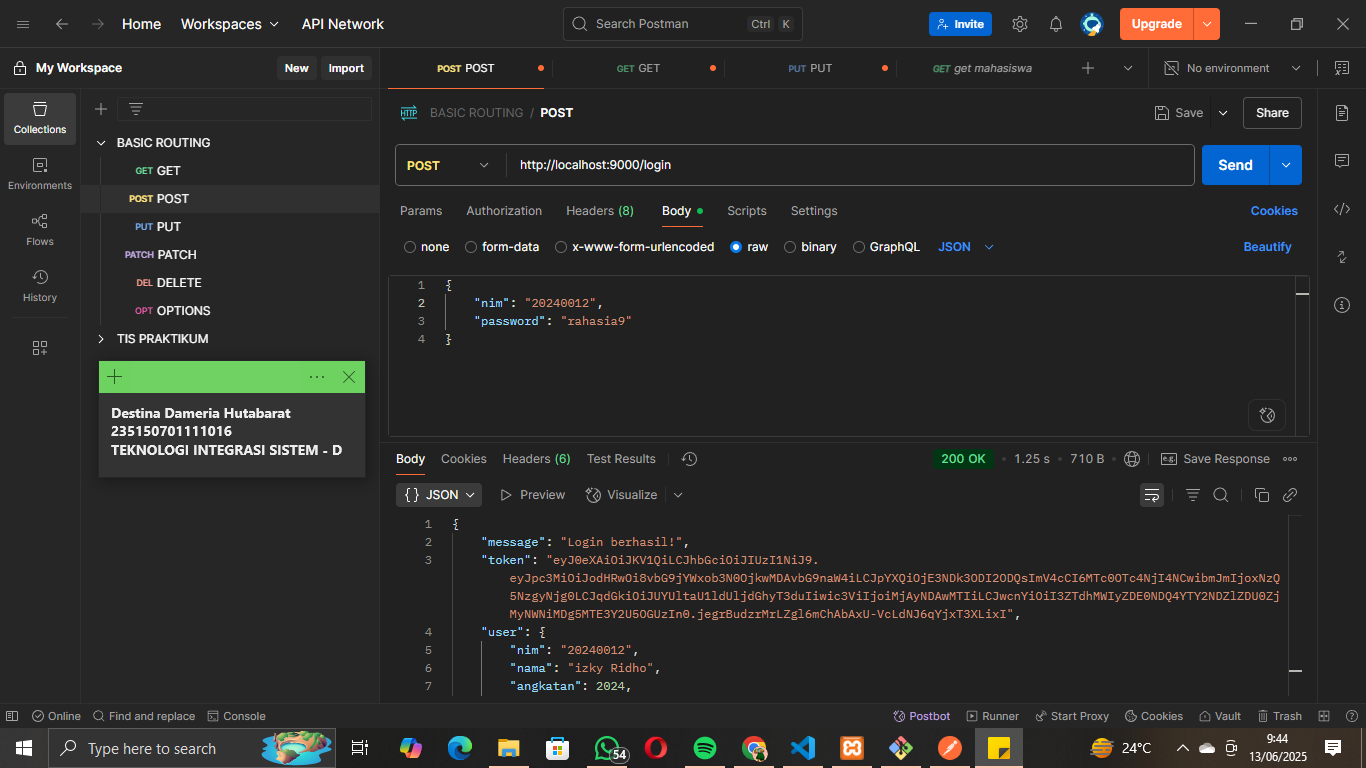 Home Workspaces API Network Search Postman Ctrl K Invite Upgrade
My Workspace New Import POST POST GET GET PUT PUT GET get mahasiswa No environment
Collections
Environments
Flows
History
BASIC ROUTING
GET GET
POST POST
PUT PUT
PATCH PATCH
DEL DELETE
OPT OPTIONS
TIS PRAKTIKUM
Destina Dameria Hutabarat
235150701111016
TEKNOLOGI INTEGRASI SISTEM - D
HTTP BASIC ROUTING / POST Save Share
POST http://localhost:9000/login Send
Params Authorization Headers (8) Body Scripts Settings Cookies
none form-data x-www-form-urlencoded raw binary GraphQL JSON Beautify
1 {
2 "nim": "20240012",
3 "password": "rahasia9"
4 }
Body Cookies Headers (6) Test Results 200 OK 1.25 s 710 B e.g. Save Response
{} JSON Preview Visualize
1 {
2 "message": "Login berhasil!",
3 "token": "eyJ0eXAiOiJKV1QiLCJhbGciOiJIUzI1NiJ9.
eyJpc3MiOiJodHRwOi8vbG9jYWxob3N0OjkwMDAvbG9naW4iLCJpYXQiOjE3NDk3ODI2ODQsImV4cCI6MTc0OTc4NjI4NCwibmJmIjoxNzQ
5NzgyNjg0LCJqdGkiOiJUYUltaU1ldUljdGhyT3duIiwic3ViIjoiMjAyNDAwMTIiLCJwcnYiOiI3ZTdhMWIyZDE0NDQ4YTY2NDZlZDU0Zj
MyNWNiMDg5MTE3Y2U5OGUzIn0.jegrBudzrMrLZgl6mChAbAxU-VcLdNJ6qYjxT3XLixI",
4 "user": {
5 "nim": "20240012",
6 "nama": "izky Ridho",
7 "angkatan": 2024,
Online Find and replace Console Postbot Runner Start Proxy Cookies Vault Trash
Type here to search 54 24°C 9:44
13/06/2025